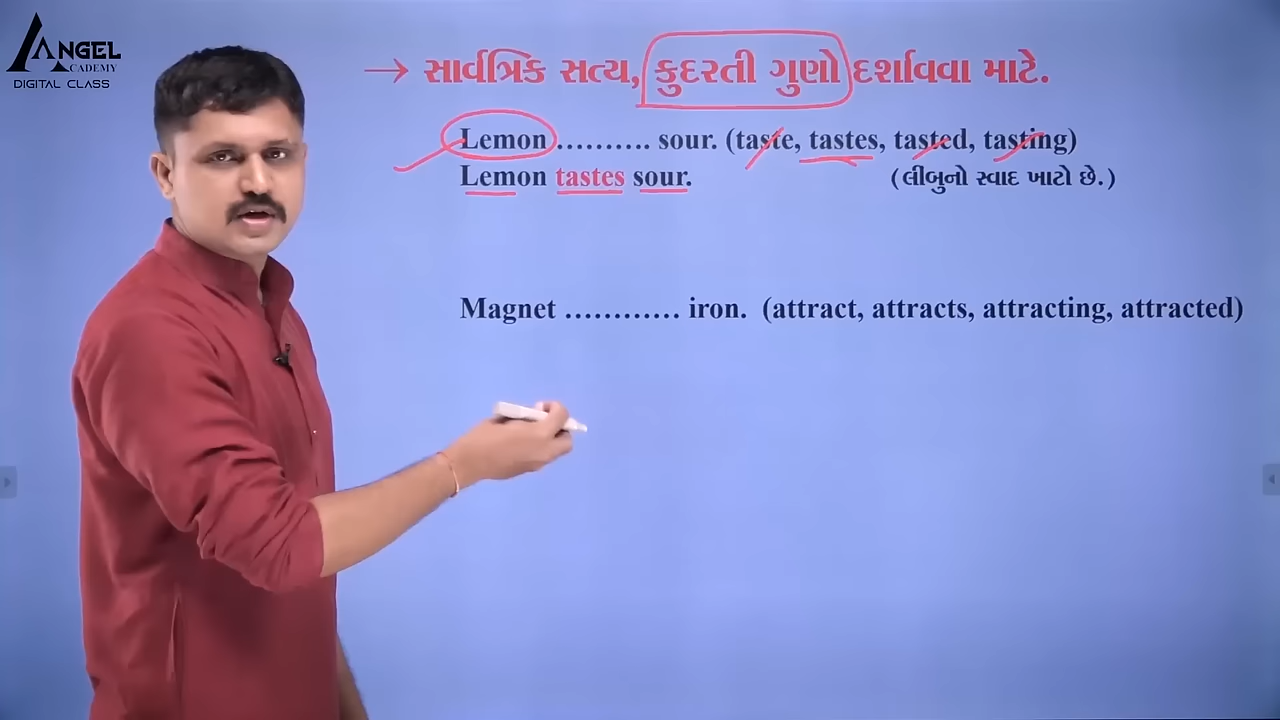 ANGEL
ACADEMY
DIGITAL CLASS
→ સાર્વત્રિક સત્ય, કુદરતી ગુણો દર્શાવવા માટે.
Lemon .......... sour. (taste, tastes, tasted, tasting)
Lemon tastes sour. (લીંબુનો સ્વાદ ખાટો છે.)
Magnet ............ iron. (attract, attracts, attracting, attracted)